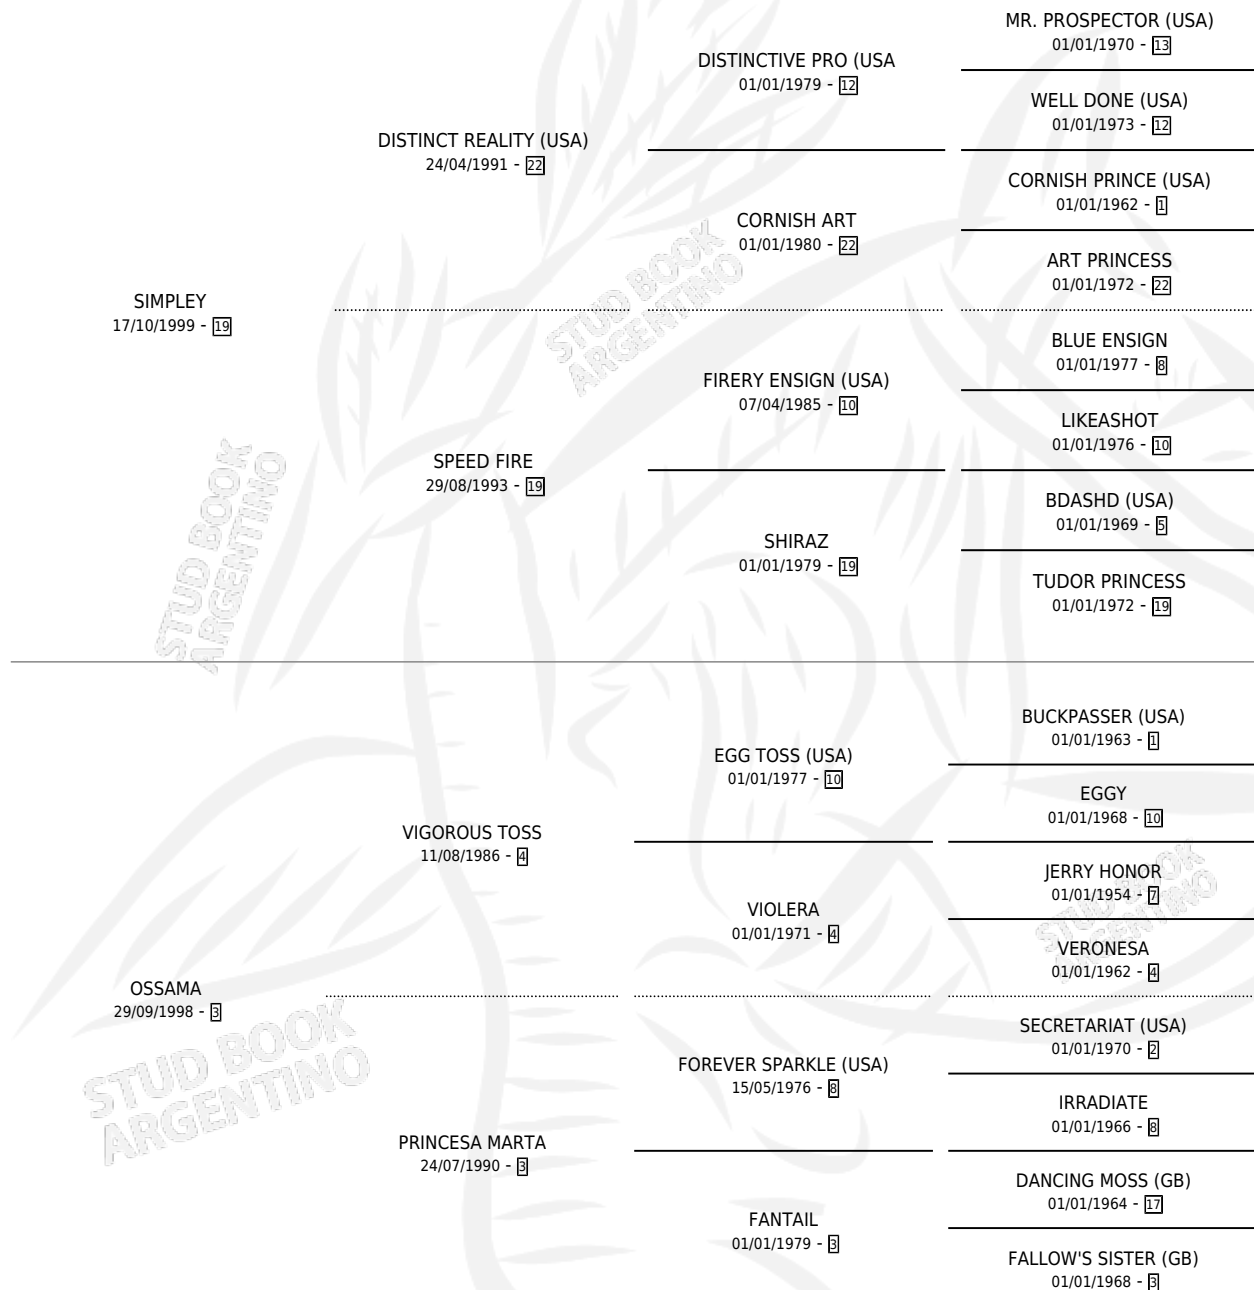 MR. PROSPECTOR (USA)
01/01/1970 - 13
DISTINCTIVE PRO (USA
01/01/1979 - 12
WELL DONE (USA)
01/01/1973 - 12
DISTINCT REALITY (USA)
24/04/1991 - 22
CORNISH PRINCE (USA)
01/01/1962 - 1
CORNISH ART
01/01/1980 - 22
ART PRINCESS
01/01/1972 - 22
SIMPLEY
17/10/1999 - 19
STUD BOOK
ARGENTINO
BLUE ENSIGN
01/01/1977 - 8
FIRERY ENSIGN (USA)
07/04/1985 - 10
LIKEASHOT
01/01/1976 - 10
SPEED FIRE
29/08/1993 - 19
STUD BOOK
ARGENTINO
BDASHD (USA)
01/01/1969 - 5
SHIRAZ
01/01/1979 - 19
TUDOR PRINCESS
01/01/1972 - 19
BUCKPASSER (USA)
01/01/1963 - 1
EGG TOSS (USA)
01/01/1977 - 10
EGGY
01/01/1968 - 10
VIGOROUS TOSS
11/08/1986 - 4
JERRY HONOR
01/01/1954 - 7
STUD BOOK
ARGENTINO
VIOLERA
01/01/1971 - 4
VERONESA
01/01/1962 - 4
OSSAMA
29/09/1998 - 3
STUD BOOK
ARGENTINO
SECRETARIAT (USA)
01/01/1970 - 2
FOREVER SPARKLE (USA)
15/05/1976 - 8
IRRADIATE
01/01/1966 - 8
PRINCESA MARTA
24/07/1990 - 3
DANCING MOSS (GB)
01/01/1964 - 17
FANTAIL
01/01/1979 - 3
FALLOW'S SISTER (GB)
01/01/1968 - 3